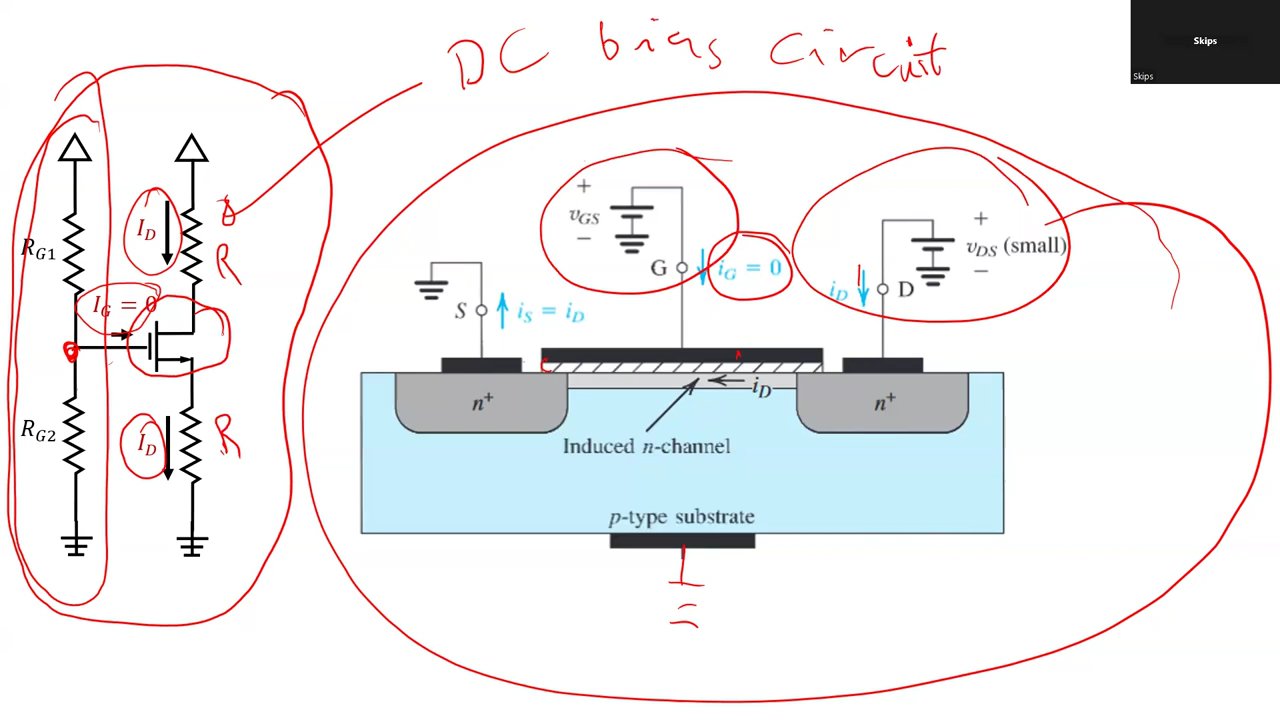 DC bias circuit
Skips
Skips
R_G1
I_D
R
I_G = 0
R_G2
I_D
R
+
v_GS
−
G
i_G = 0
+
v_DS (small)
−
i_D
D
S
i_S = i_D
n+
i_D
n+
Induced n-channel
p-type substrate